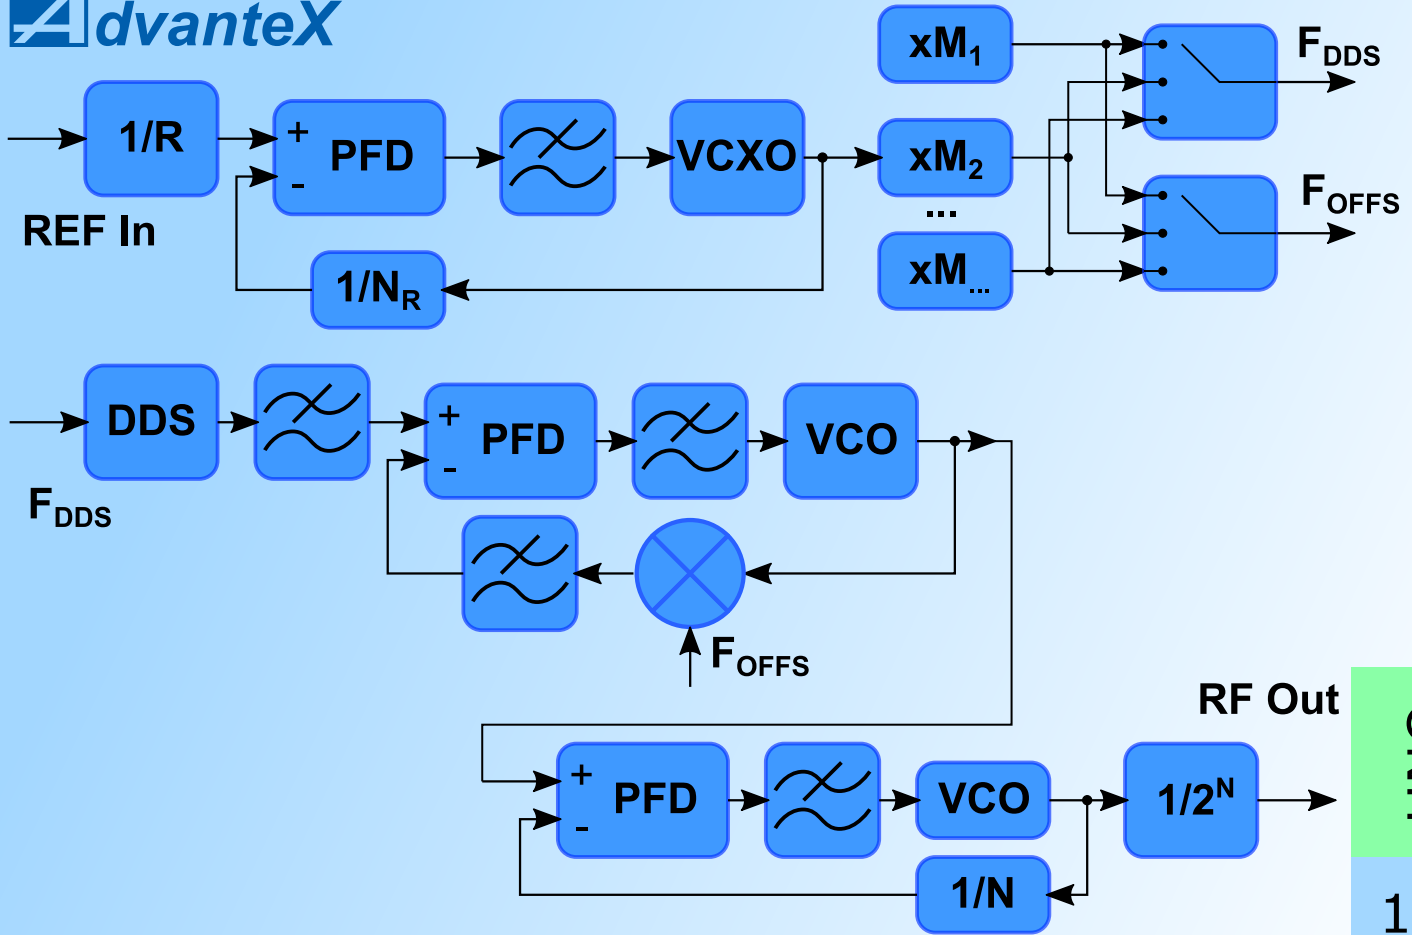 AdvanteX
xM1
FDDS
1/R
+
-
PFD
VCXO
xM2
...
FOFFS
REF In
1/NR
xM...
DDS
+
-
PFD
VCO
FDDS
FOFFS
RF Out
+
-
PFD
VCO
1/2N
1/N
1